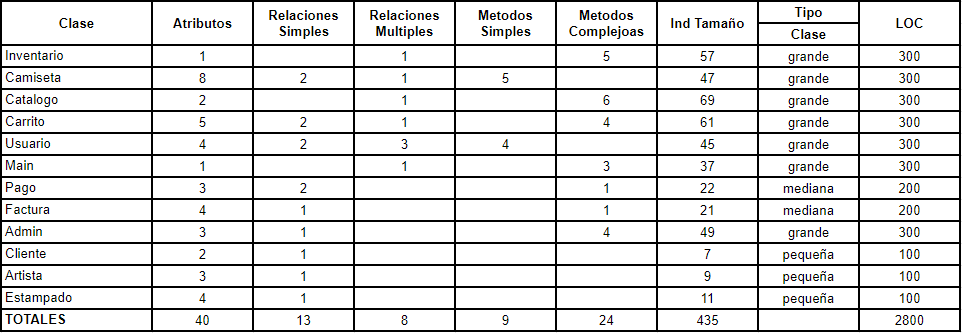 Clase Atributos Relaciones Simples Relaciones Multiples Metodos Simples Metodos Complejoas Ind Tamaño Tipo Clase LOC
Inventario 1 1 5 57 grande 300
Camiseta 8 2 1 5 47 grande 300
Catalogo 2 1 6 69 grande 300
Carrito 5 2 1 4 61 grande 300
Usuario 4 2 3 4 45 grande 300
Main 1 1 3 37 grande 300
Pago 3 2 1 22 mediana 200
Factura 4 1 1 21 mediana 200
Admin 3 1 4 49 grande 300
Cliente 2 1 7 pequeña 100
Artista 3 1 9 pequeña 100
Estampado 4 1 11 pequeña 100
TOTALES 40 13 8 9 24 435 2800